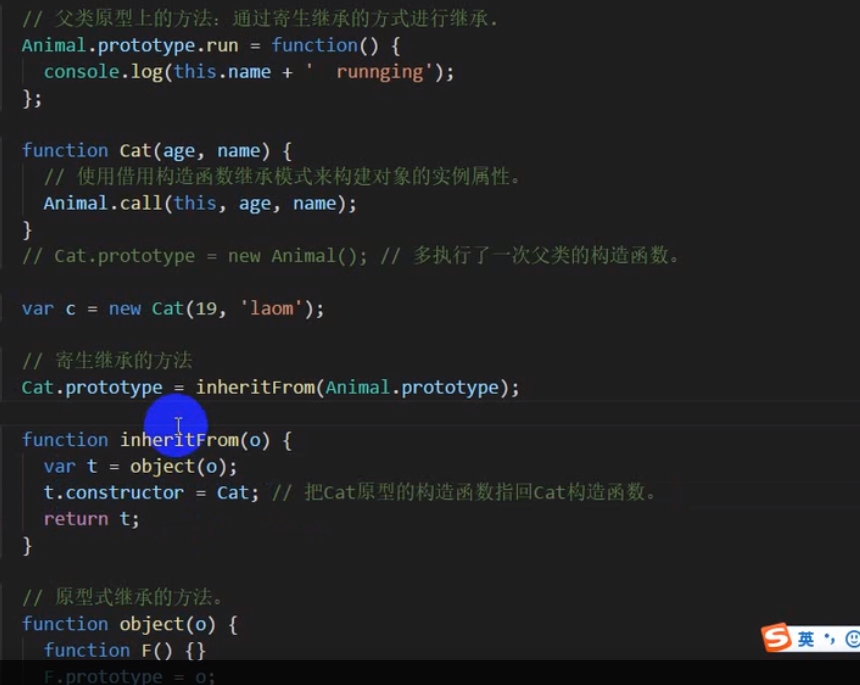 // 父类原型上的方法：通过寄生继承的方式进行继承.
Animal.prototype.run = function() {
  console.log(this.name + '  runnging');
};
function Cat(age, name) {
  // 使用借用构造函数继承模式来构建对象的实例属性。
  Animal.call(this, age, name);
}
// Cat.prototype = new Animal(); // 多执行了一次父类的构造函数。
var c = new Cat(19, 'laom');
// 寄生继承的方法
Cat.prototype = inheritFrom(Animal.prototype);
function inheritFrom(o) {
  var t = object(o);
  t.constructor = Cat; // 把Cat原型的构造函数指回Cat构造函数。
  return t;
}
// 原型式继承的方法。
function object(o) {
  function F() {}
  F.prototype = o;
S 英